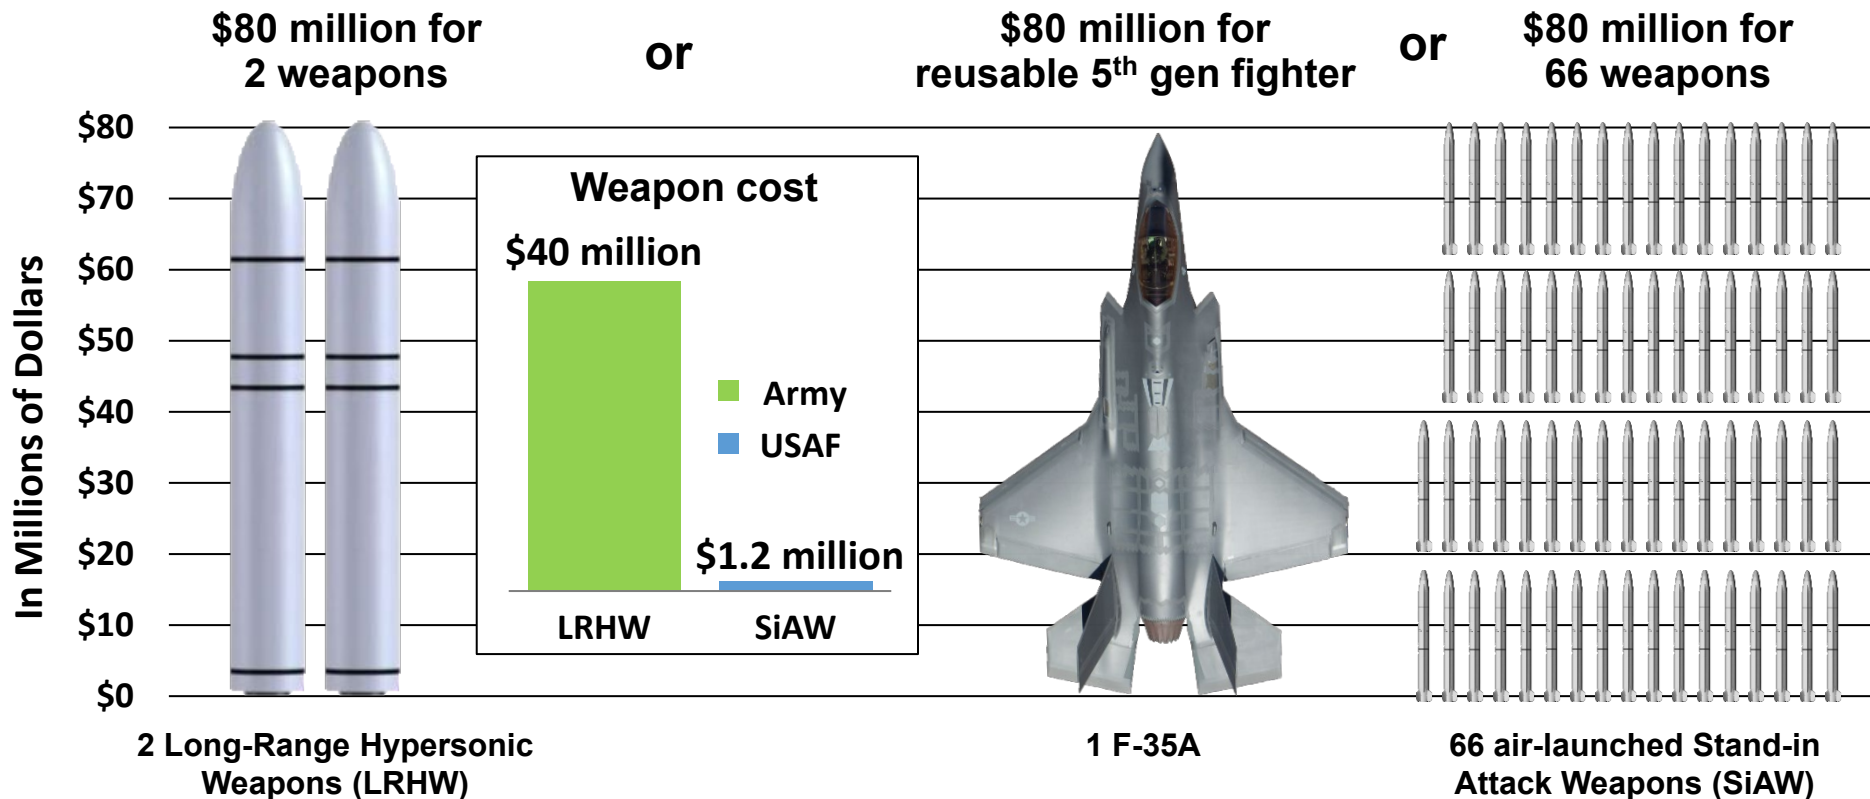 $80 million for
2 weapons
or
$80 million for
reusable 5th gen fighter
or
$80 million for
66 weapons
In Millions of Dollars
$80
$70
$60
$50
$40
$30
$20
$10
$0
Weapon cost
$40 million
Army
USAF
$1.2 million
LRHW
SiAW
2 Long-Range Hypersonic
Weapons (LRHW)
1 F-35A
66 air-launched Stand-in
Attack Weapons (SiAW)